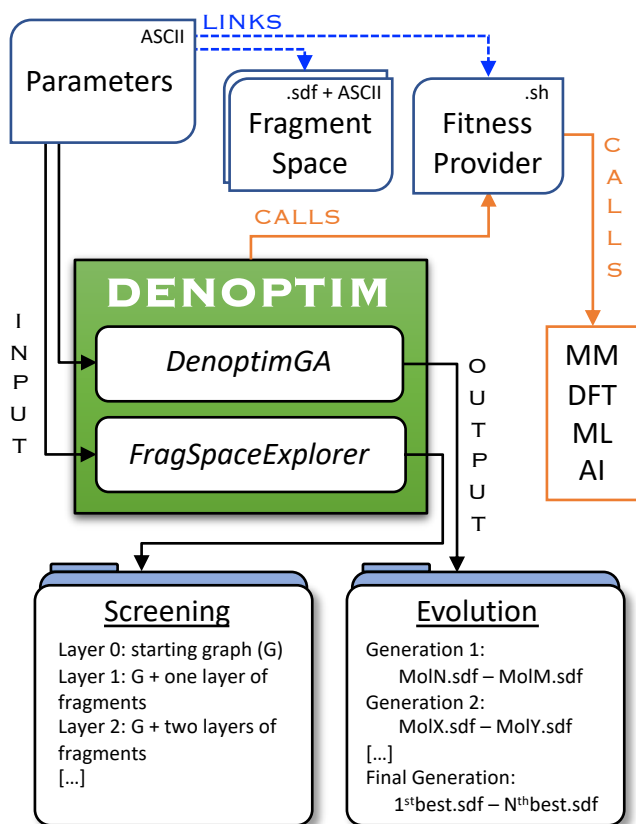 LINKS
ASCII
Parameters
.sdf + ASCII
Fragment
Space
.sh
Fitness
Provider
CALLS
CALLS
DENOPTIM
INPUT
DenoptimGA
OUTPUT
FragSpaceExplorer
MM
DFT
ML
AI
Screening
Layer 0: starting graph (G)
Layer 1: G + one layer of
fragments
Layer 2: G + two layers of
fragments
[...]
Evolution
Generation 1:
MolN.sdf – MolM.sdf
Generation 2:
MolX.sdf – MolY.sdf
[...]
Final Generation:
1stbest.sdf – Nthbest.sdf